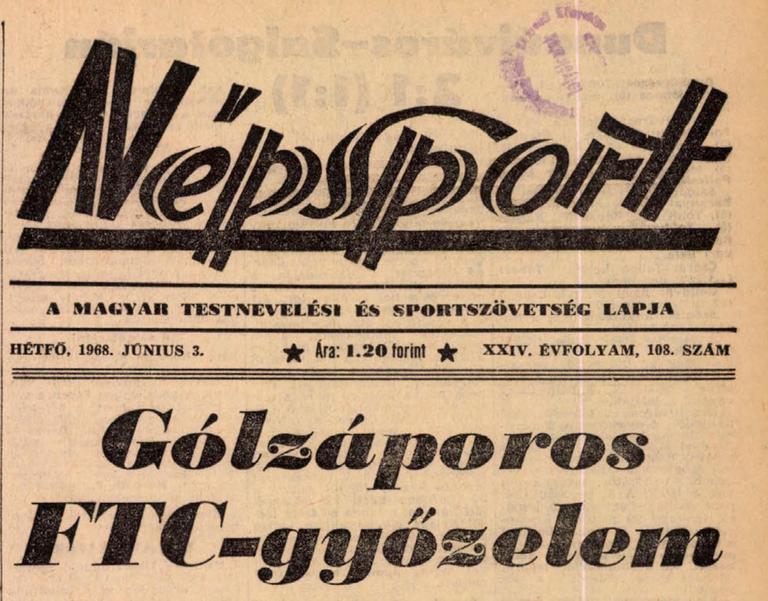 Népsport
A MAGYAR TESTNEVELÉSI ÉS SPORTSZÖVETSÉG LAPJA
HÉTFŐ, 1968. JÚNIUS 3. ★ Ára: 1.20 forint ★ XXIV. ÉVFOLYAM, 108. SZÁM
Gólzáporos
FTC-győzelem